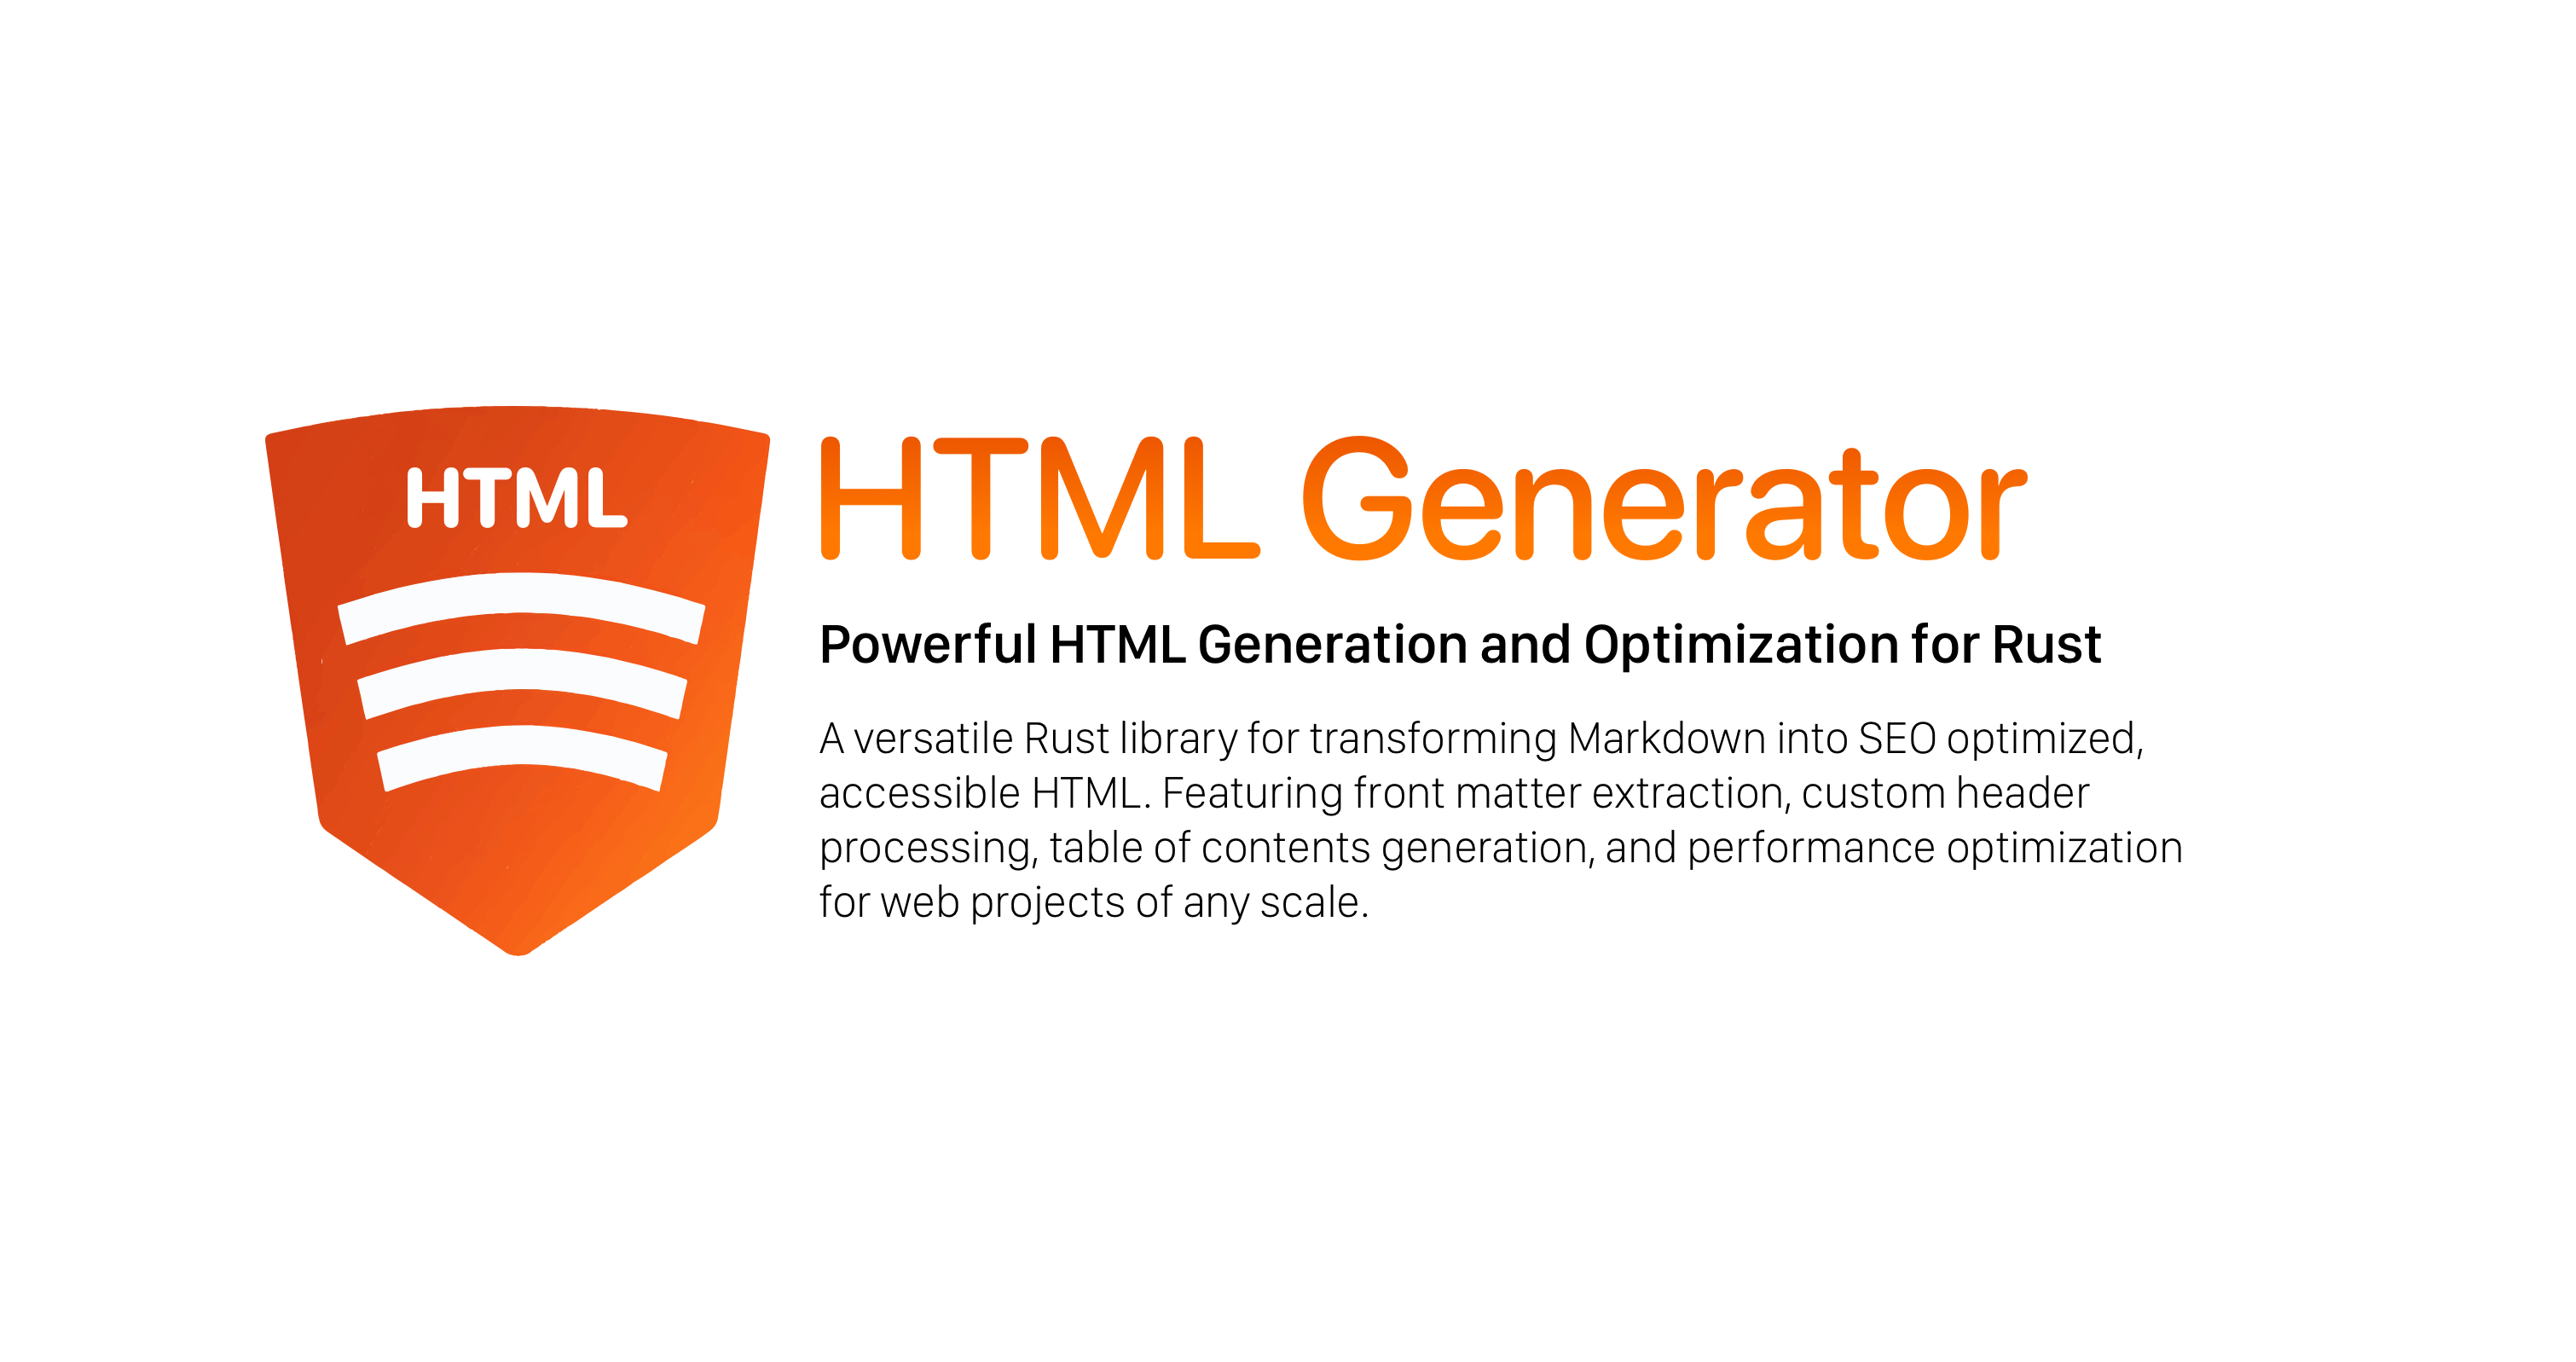 HTML
HTML Generator
Powerful HTML Generation and Optimization for Rust
A versatile Rust library for transforming Markdown into SEO optimized,
accessible HTML. Featuring front matter extraction, custom header
processing, table of contents generation, and performance optimization
for web projects of any scale.